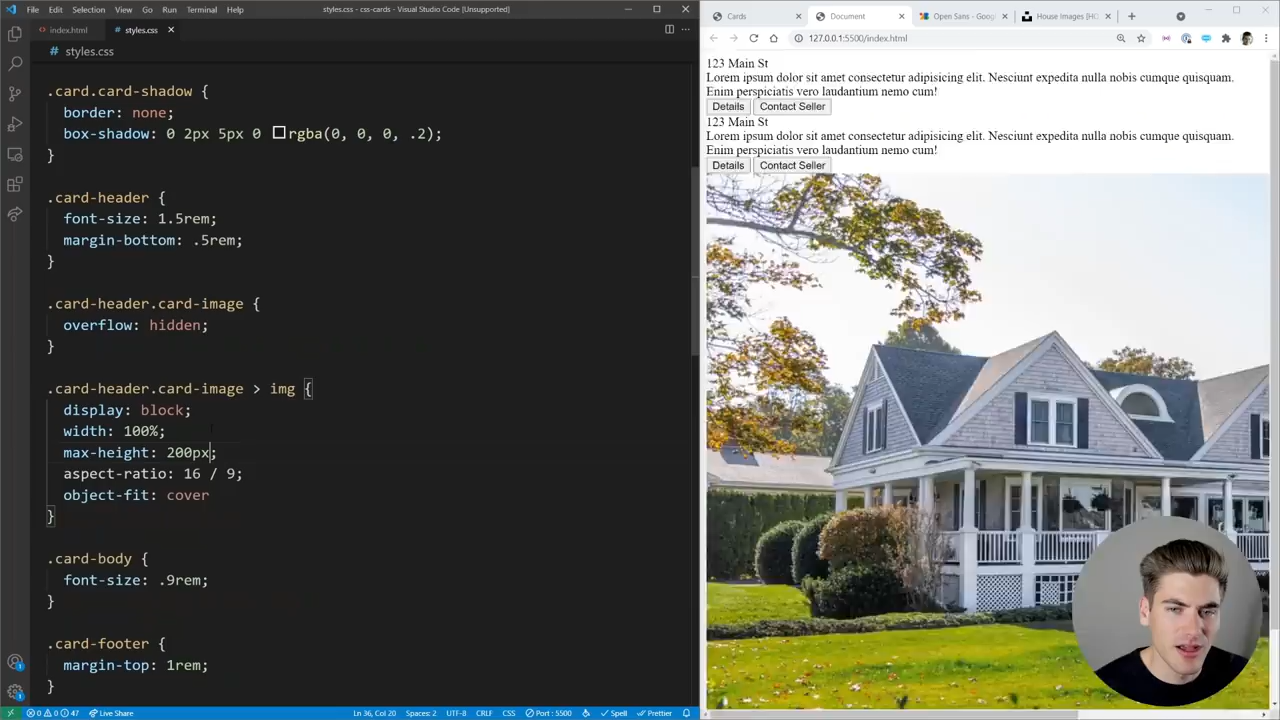 File Edit Selection View Go Run Terminal Help
styles.css - css-cards - Visual Studio Code [Unsupported]
index.html
styles.css
styles.css
.card.card-shadow {
border: none;
box-shadow: 0 2px 5px 0 rgba(0, 0, 0, .2);
}
.card-header {
font-size: 1.5rem;
margin-bottom: .5rem;
}
.card-header.card-image {
overflow: hidden;
}
.card-header.card-image > img {
display: block;
width: 100%;
max-height: 200px;
aspect-ratio: 16 / 9;
object-fit: cover
}
.card-body {
font-size: .9rem;
}
.card-footer {
margin-top: 1rem;
}
0 0 47 Live Share
Ln 36, Col 20 Spaces: 2 UTF-8 CRLF CSS Port : 5500 Spell Prettier
Cards
Document
Open Sans - Goog
House Images [HQ
127.0.0.1:5500/index.html
123 Main St
Lorem ipsum dolor sit amet consectetur adipisicing elit. Nesciunt expedita nulla nobis cumque quisquam.
Enim perspiciatis vero laudantium nemo cum!
Details Contact Seller
123 Main St
Lorem ipsum dolor sit amet consectetur adipisicing elit. Nesciunt expedita nulla nobis cumque quisquam.
Enim perspiciatis vero laudantium nemo cum!
Details Contact Seller